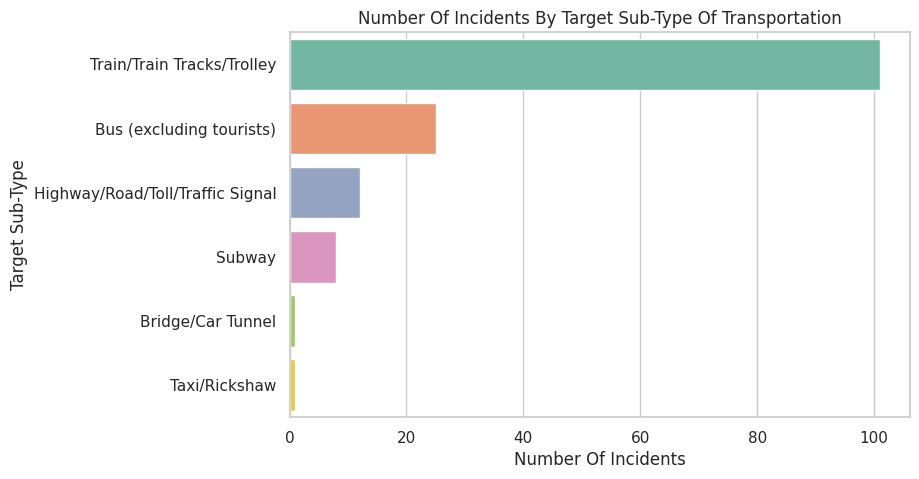 Number Of Incidents By Target Sub-Type Of Transportation
Target Sub-Type
Train/Train Tracks/Trolley
Bus (excluding tourists)
Highway/Road/Toll/Traffic Signal
Subway
Bridge/Car Tunnel
Taxi/Rickshaw
0 20 40 60 80 100
Number Of Incidents